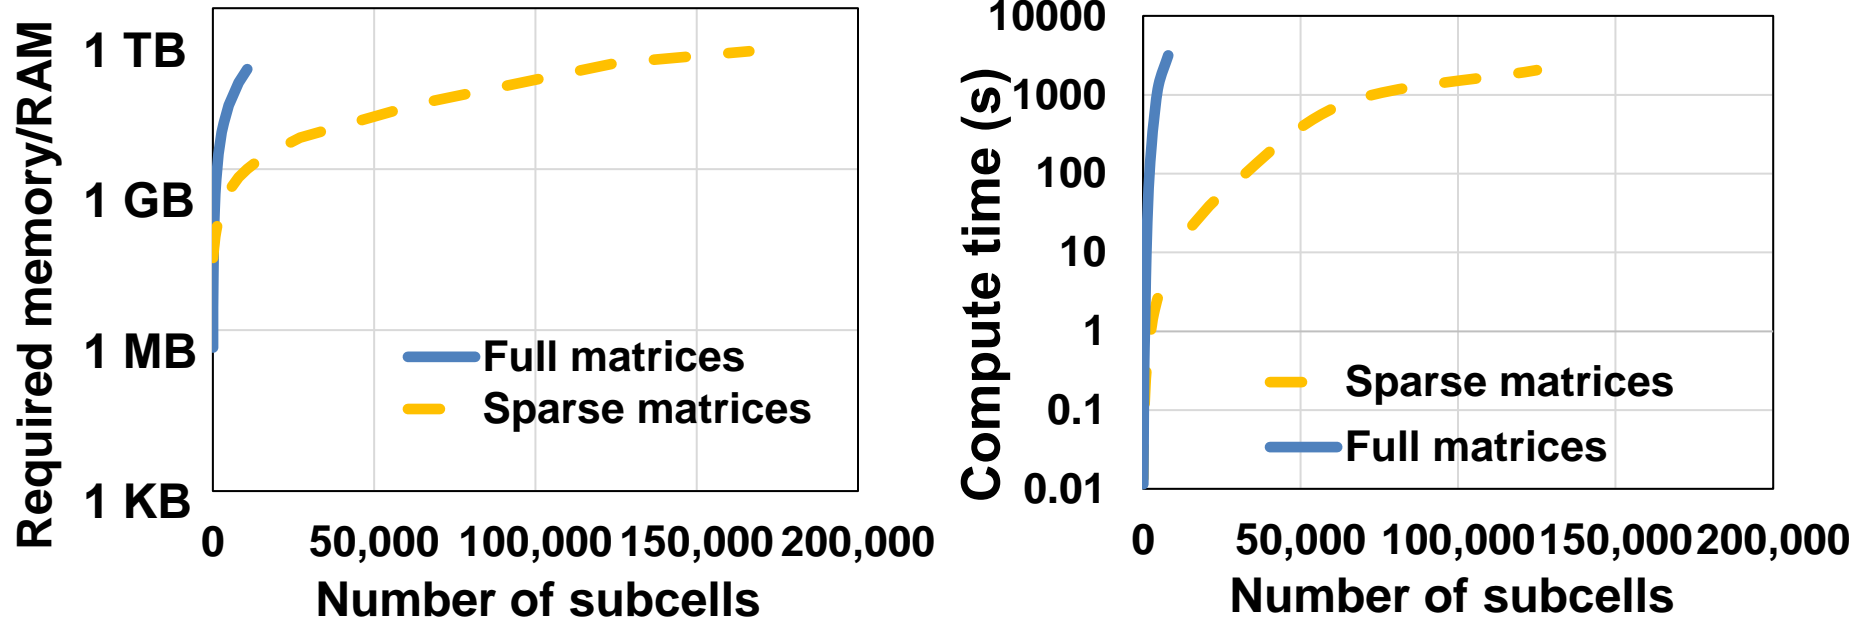 Required memory/RAM
1 TB
1 GB
1 MB
1 KB
Full matrices
Sparse matrices
0 50,000 100,000 150,000 200,000
Number of subcells
Compute time (s)
10000
1000
100
10
1
0.1
0.01
Sparse matrices
Full matrices
0 50,000 100,000 150,000 200,000
Number of subcells